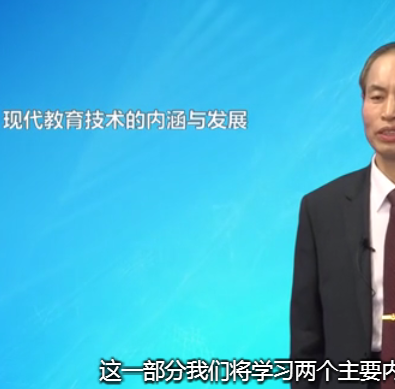 现代教育技术的内涵与发展
这一部分我们将学习两个主要内